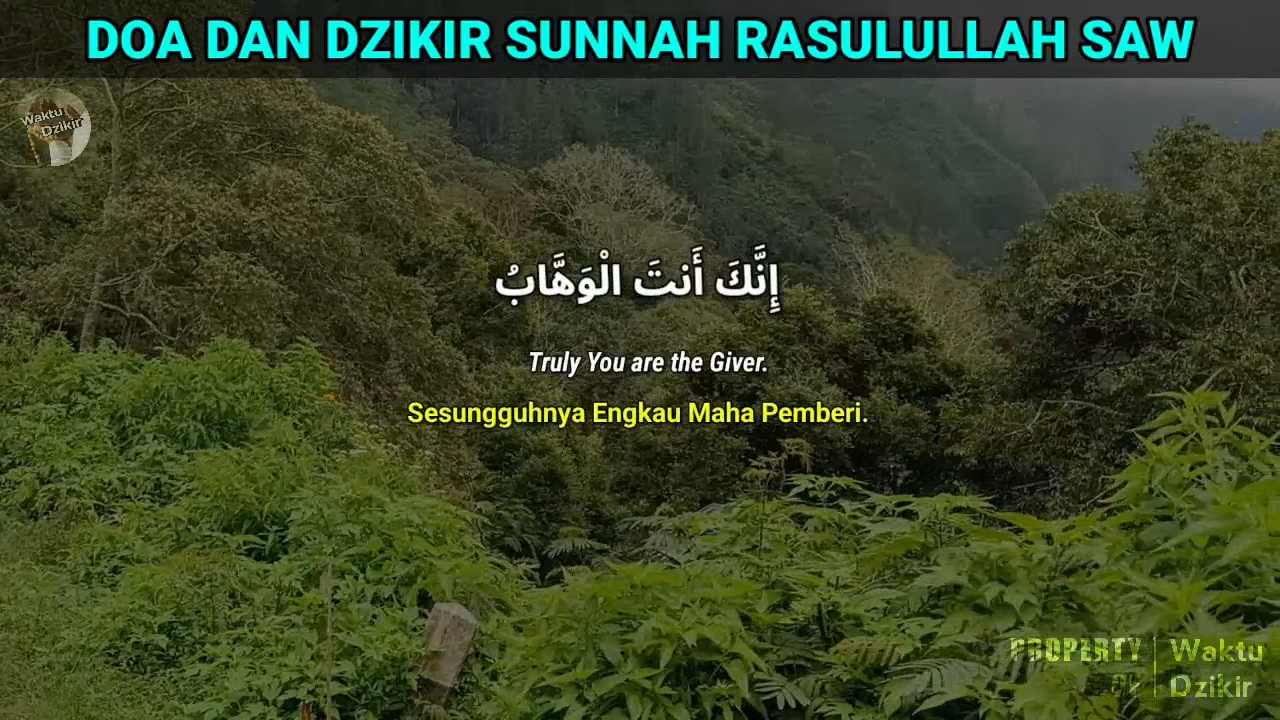 DOA DAN DZIKIR SUNNAH RASULULLAH SAW
Waktu
Dzikir
إِنَّكَ أَنتَ الْوَهَّابُ
Truly You are the Giver.
Sesungguhnya Engkau Maha Pemberi.
PROPERTY
OF
Waktu
Dzikir